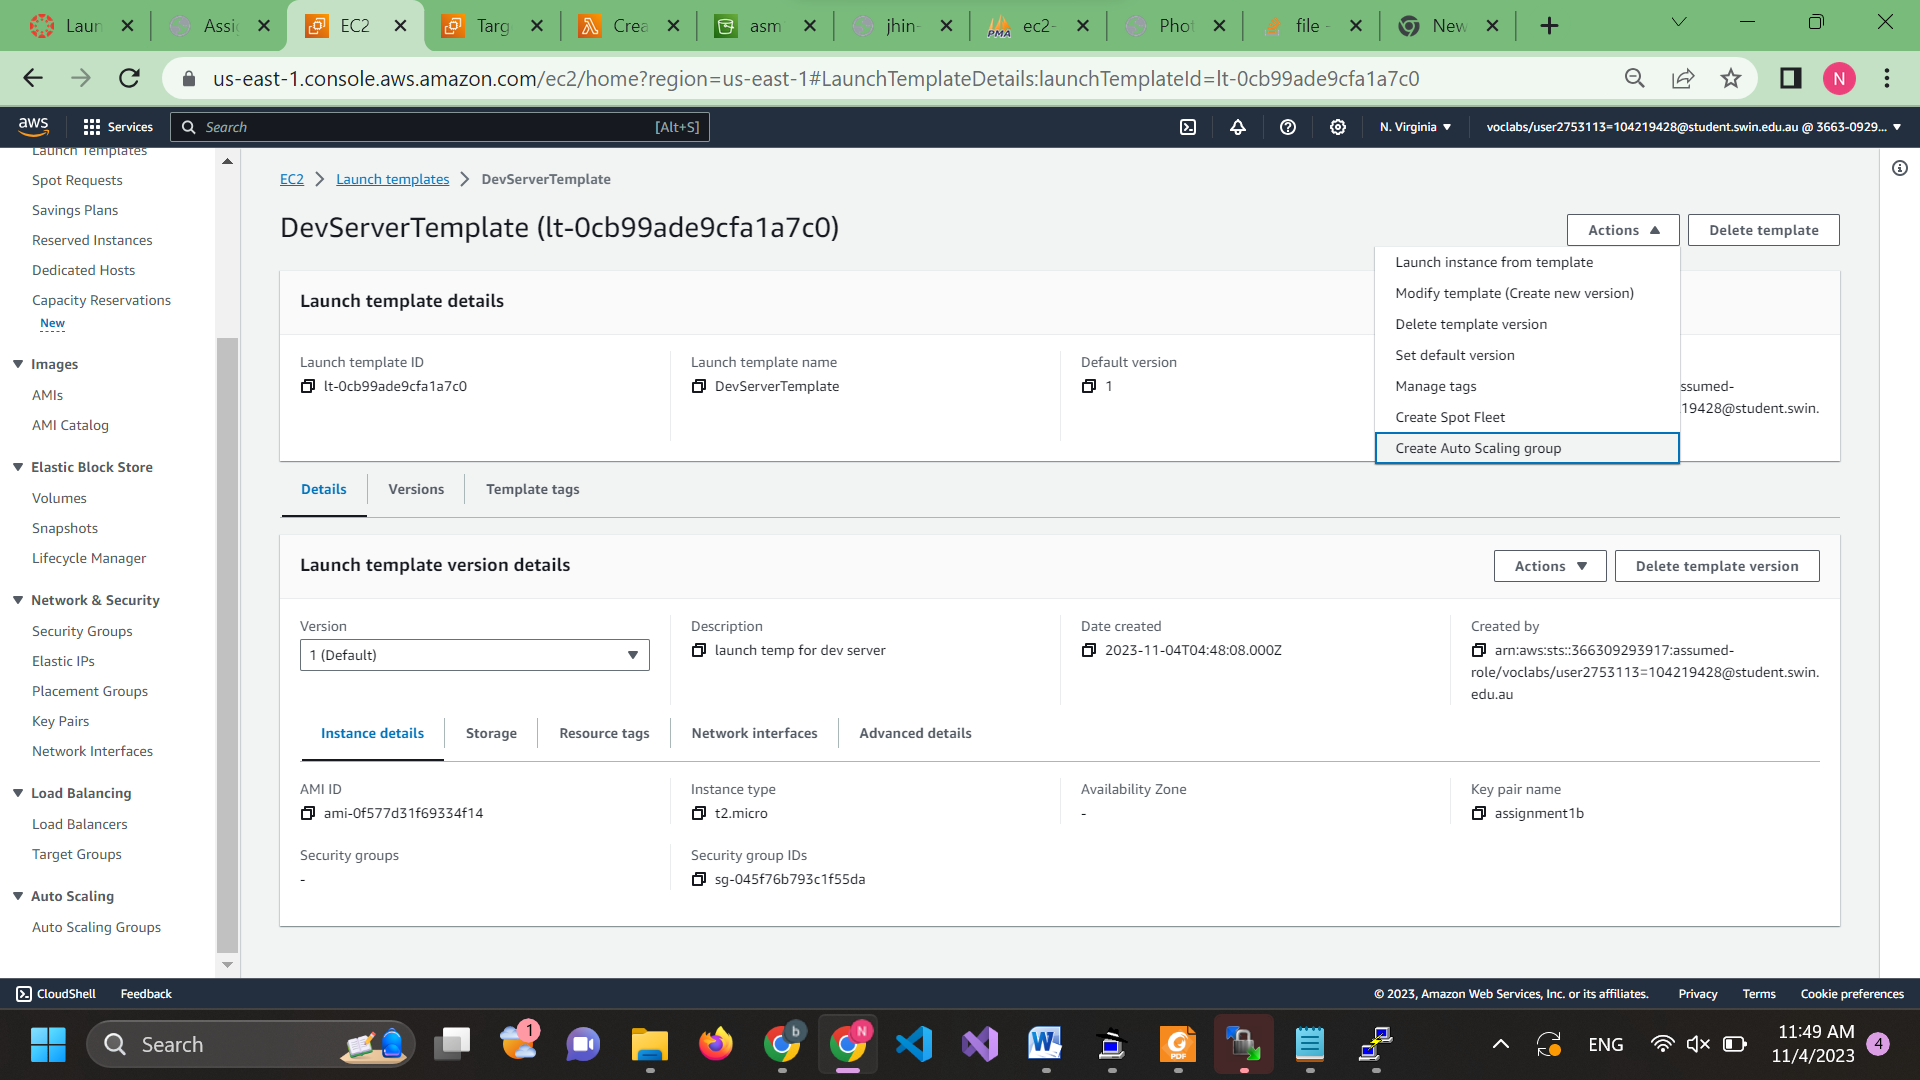 Laun
Assi
EC2
Targ
Crea
asm
jhin-
PMA
ec2-
Phot
file -
New
us-east-1.console.aws.amazon.com/ec2/home?region=us-east-1#LaunchTemplateDetails:launchTemplateId=lt-0cb99ade9cfa1a7c0
N
aws
Services
Search
[Alt+S]
N. Virginia
voclabs/user2753113=104219428@student.swin.edu.au @ 3663-0929...
Launch Templates
Spot Requests
Savings Plans
Reserved Instances
Dedicated Hosts
Capacity Reservations
New
Images
AMIs
AMI Catalog
Elastic Block Store
Volumes
Snapshots
Lifecycle Manager
Network & Security
Security Groups
Elastic IPs
Placement Groups
Key Pairs
Network Interfaces
Load Balancing
Load Balancers
Target Groups
Auto Scaling
Auto Scaling Groups
EC2
Launch templates
DevServerTemplate
DevServerTemplate (lt-0cb99ade9cfa1a7c0)
Actions
Delete template
Launch instance from template
Modify template (Create new version)
Delete template version
Set default version
Manage tags
Create Spot Fleet
Create Auto Scaling group
Launch template details
Launch template ID
lt-0cb99ade9cfa1a7c0
Launch template name
DevServerTemplate
Default version
1
ssumed-
19428@student.swin.
Details
Versions
Template tags
Launch template version details
Actions
Delete template version
Version
1 (Default)
Description
launch temp for dev server
Date created
2023-11-04T04:48:08.000Z
Created by
arn:aws:sts::366309293917:assumed-
role/voclabs/user2753113=104219428@student.swin.
edu.au
Instance details
Storage
Resource tags
Network interfaces
Advanced details
AMI ID
ami-0f577d31f69334f14
Instance type
t2.micro
Availability Zone
-
Key pair name
assignment1b
Security groups
-
Security group IDs
sg-045f76b793c1f55da
CloudShell
Feedback
© 2023, Amazon Web Services, Inc. or its affiliates.
Privacy
Terms
Cookie preferences
Search
1
b
N
W
PDF
ENG
11:49 AM
11/4/2023
4